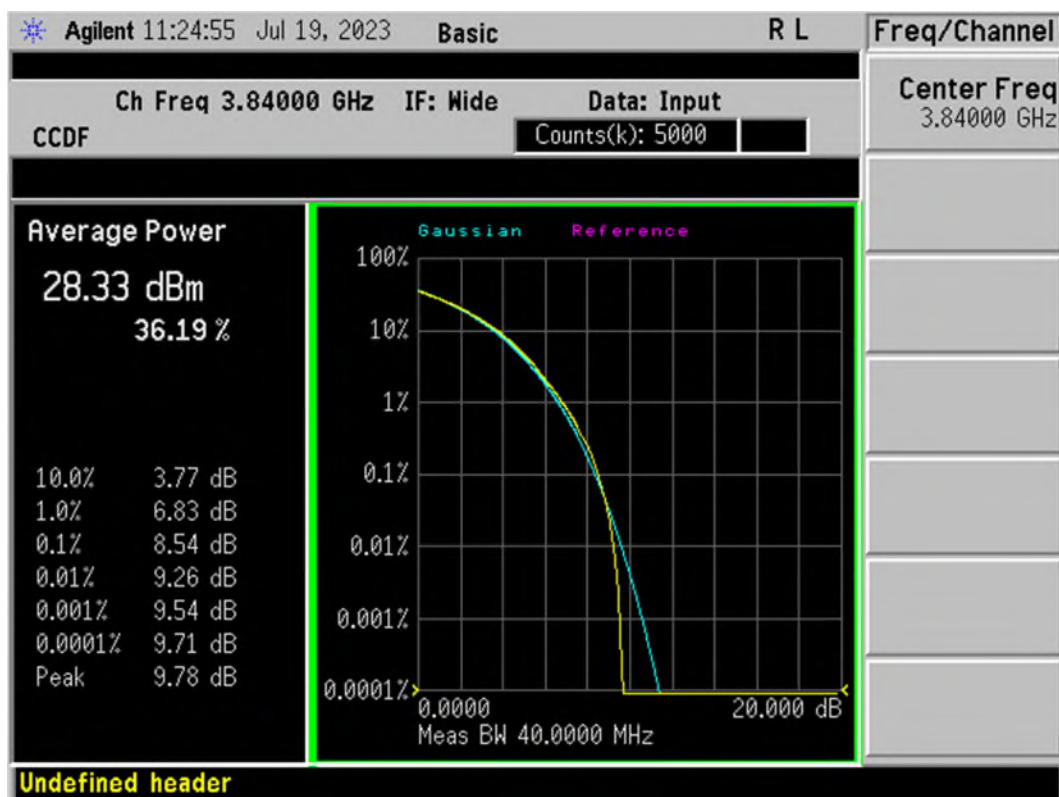 Agilent 11:24:55 Jul 19, 2023 Basic R L Freq/Channel
Ch Freq 3.84000 GHz IF: Wide Data: Input
CCDF Counts(k): 5000
Center Freq
3.84000 GHz
Average Power
28.33 dBm
36.19 %
10.0% 3.77 dB
1.0% 6.83 dB
0.1% 8.54 dB
0.01% 9.26 dB
0.001% 9.54 dB
0.0001% 9.71 dB
Peak 9.78 dB
Gaussian Reference
100%
10%
1%
0.1%
0.01%
0.001%
0.0001%
0.0000 20.000 dB
Meas BW 40.0000 MHz
Undefined header